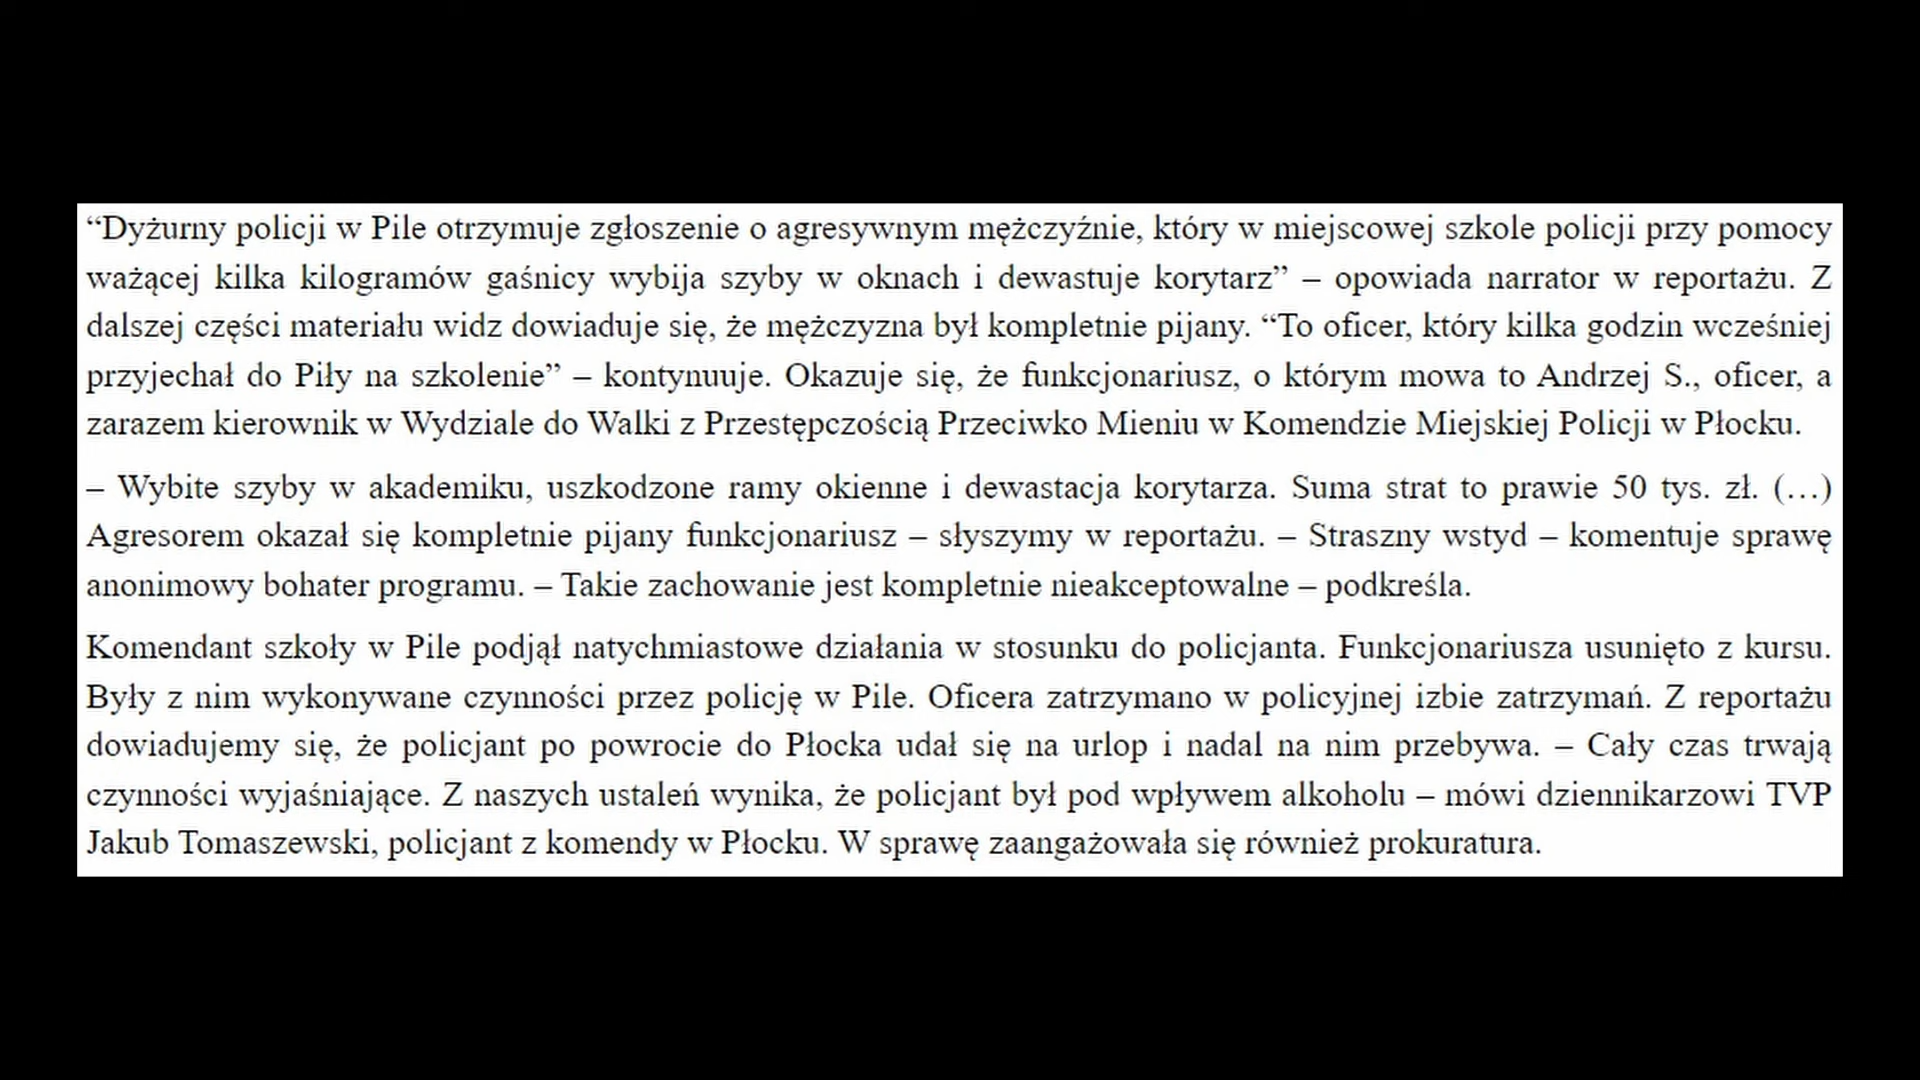 “Dyżurny policji w Pile otrzymuje zgłoszenie o agresywnym mężczyźnie, który w miejscowej szkole policji przy pomocy
ważącej kilka kilogramów gaśnicy wybija szyby w oknach i dewastuje korytarz” – opowiada narrator w reportażu. Z
dalszej części materiału widz dowiaduje się, że mężczyzna był kompletnie pijany. “To oficer, który kilka godzin wcześniej
przyjechał do Piły na szkolenie” – kontynuuje. Okazuje się, że funkcjonariusz, o którym mowa to Andrzej S., oficer, a
zarazem kierownik w Wydziale do Walki z Przestępczością Przeciwko Mieniu w Komendzie Miejskiej Policji w Płocku.
– Wybite szyby w akademiku, uszkodzone ramy okienne i dewastacja korytarza. Suma strat to prawie 50 tys. zł. (…)
Agresorem okazał się kompletnie pijany funkcjonariusz – słyszymy w reportażu. – Straszny wstyd – komentuje sprawę
anonimowy bohater programu. – Takie zachowanie jest kompletnie nieakceptowalne – podkreśla.
Komendant szkoły w Pile podjął natychmiastowe działania w stosunku do policjanta. Funkcjonariusza usunięto z kursu.
Były z nim wykonywane czynności przez policję w Pile. Oficera zatrzymano w policyjnej izbie zatrzymań. Z reportażu
dowiadujemy się, że policjant po powrocie do Płocka udał się na urlop i nadal na nim przebywa. – Cały czas trwają
czynności wyjaśniające. Z naszych ustaleń wynika, że policjant był pod wpływem alkoholu – mówi dziennikarzowi TVP
Jakub Tomaszewski, policjant z komendy w Płocku. W sprawę zaangażowała się również prokuratura.